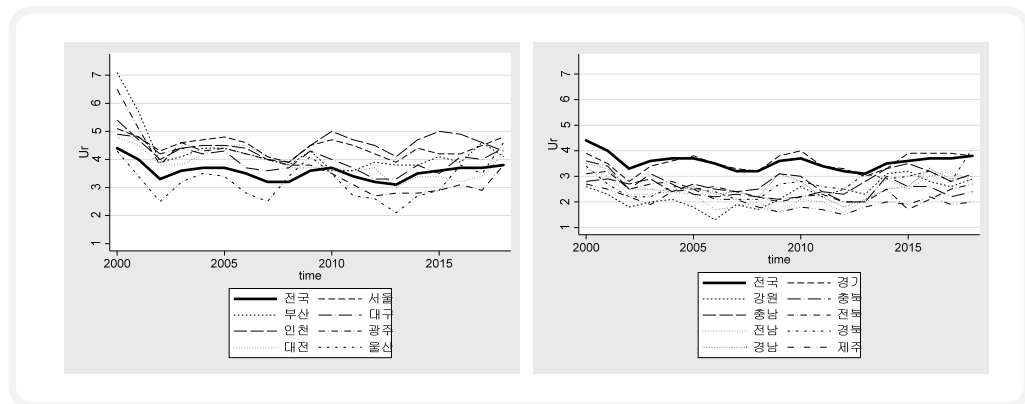 7
6
5
4
3
2
1
Ur
2000 2005 2010 2015
time
전국 서울
부산 대구
인천 광주
대전 울산
7
6
5
4
3
2
1
Ur
2000 2005 2010 2015
time
전국 경기
강원 충북
충남 전북
전남 경북
경남 제주